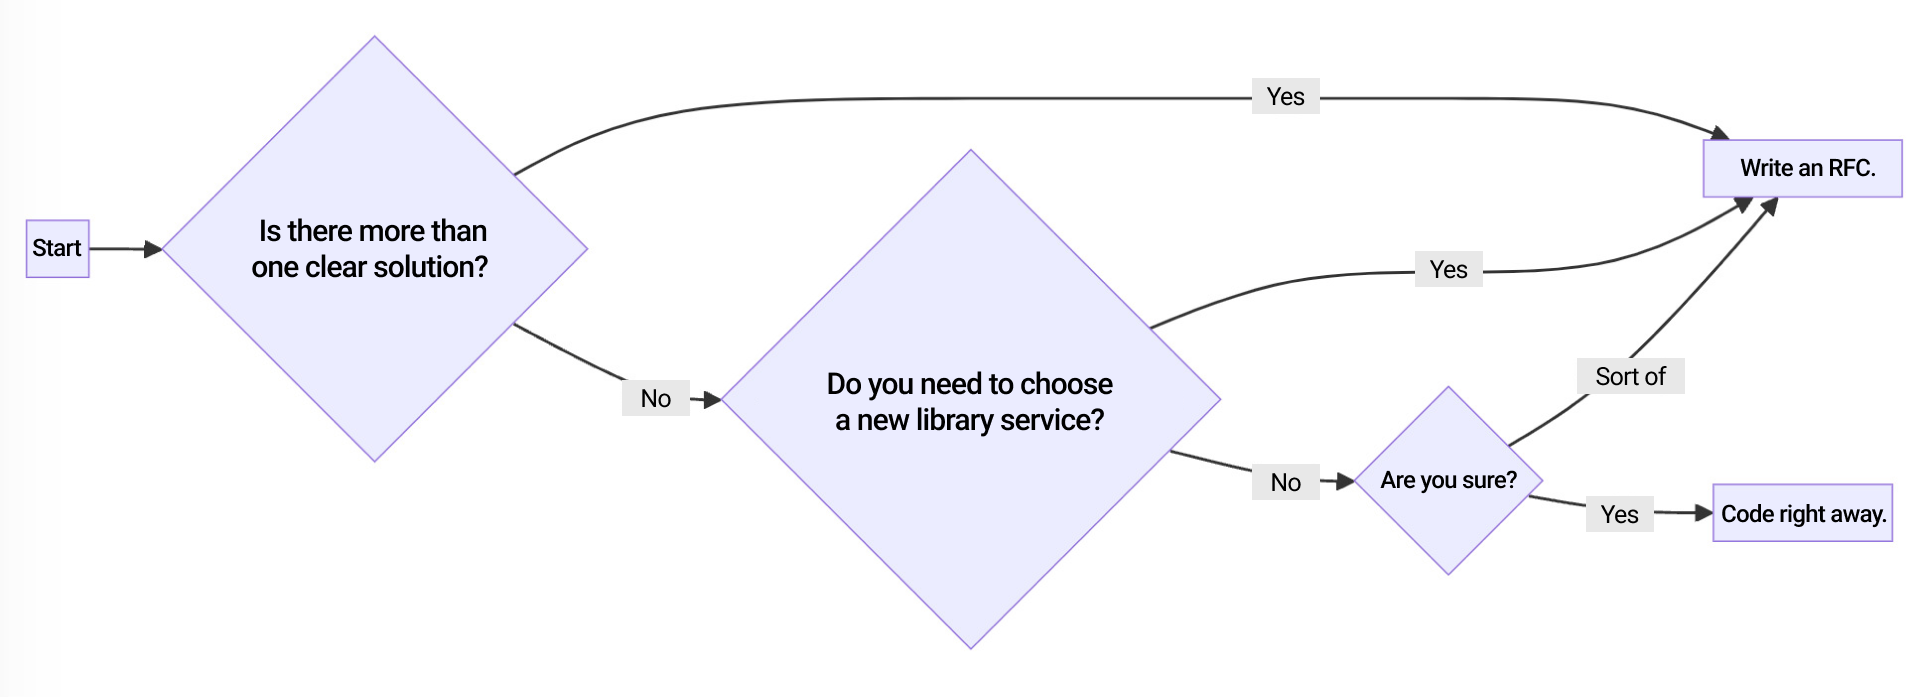 Start
Is there more than
one clear solution?
Yes
No
Do you need to choose
a new library service?
Yes
No
Are you sure?
Sort of
Yes
Write an RFC.
Code right away.